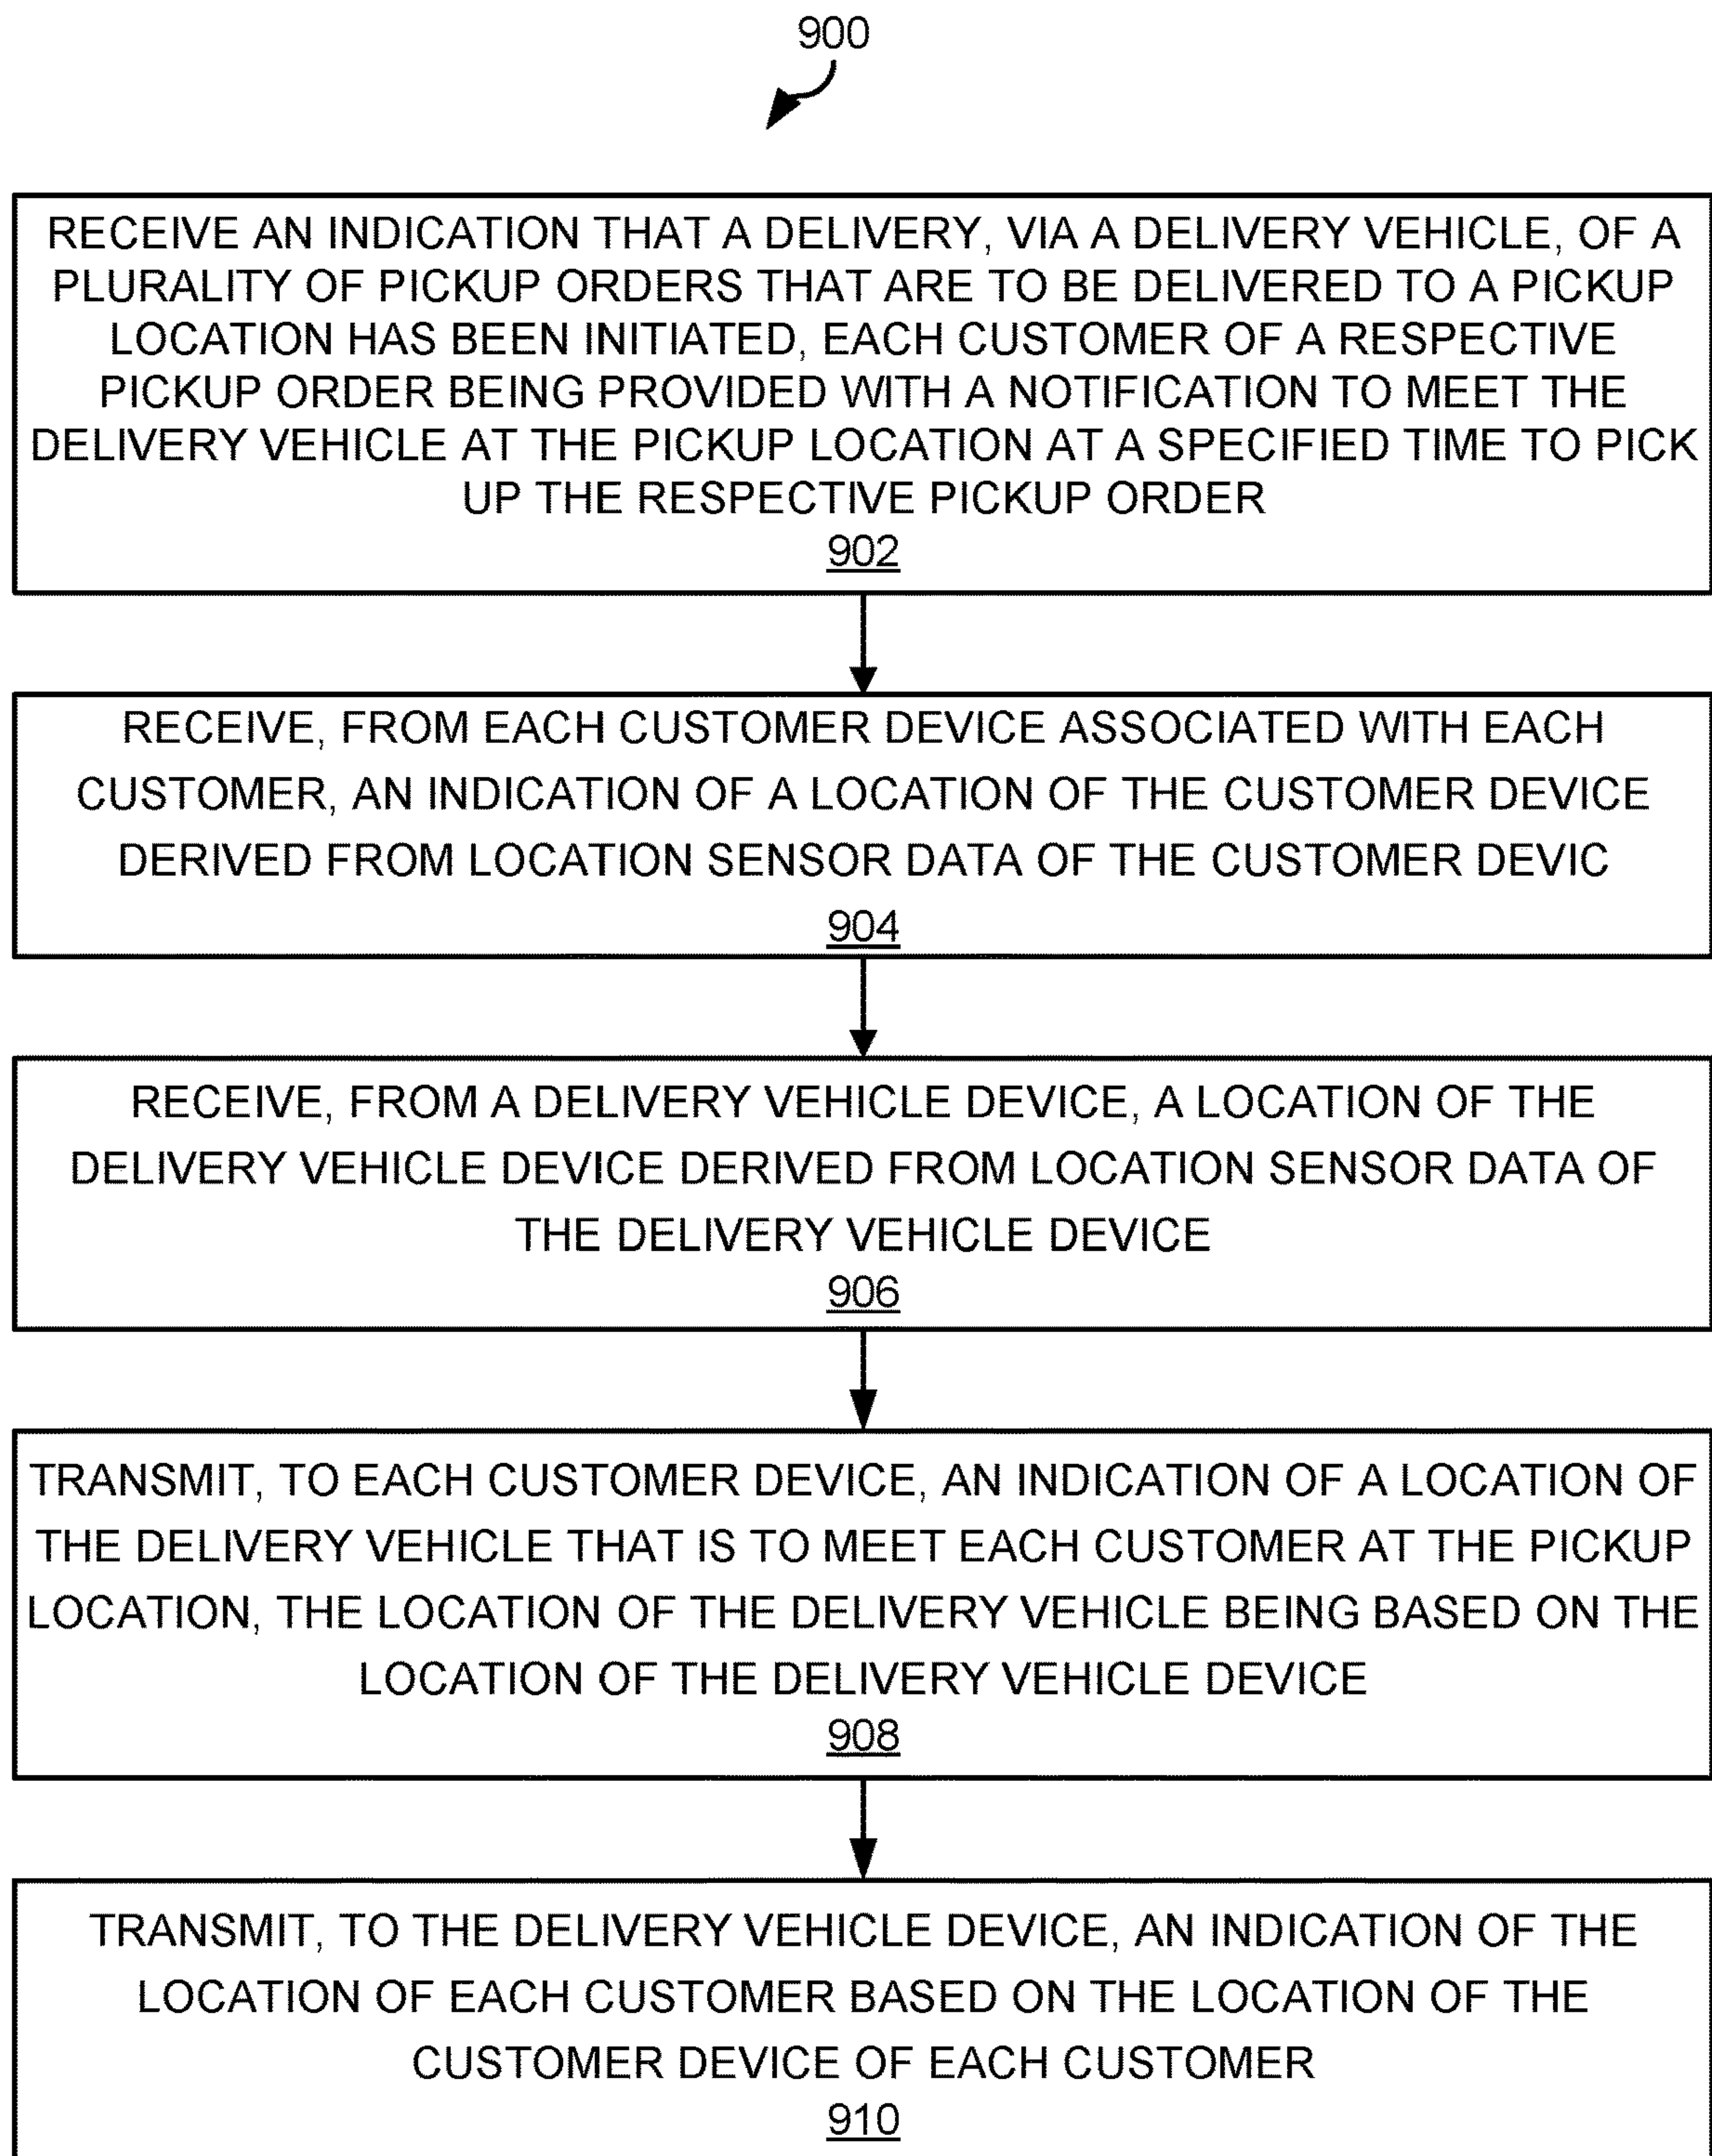 900
RECEIVE AN INDICATION THAT A DELIVERY, VIA A DELIVERY VEHICLE, OF A
PLURALITY OF PICKUP ORDERS THAT ARE TO BE DELIVERED TO A PICKUP
LOCATION HAS BEEN INITIATED, EACH CUSTOMER OF A RESPECTIVE
PICKUP ORDER BEING PROVIDED WITH A NOTIFICATION TO MEET THE
DELIVERY VEHICLE AT THE PICKUP LOCATION AT A SPECIFIED TIME TO PICK
UP THE RESPECTIVE PICKUP ORDER
902
RECEIVE, FROM EACH CUSTOMER DEVICE ASSOCIATED WITH EACH
CUSTOMER, AN INDICATION OF A LOCATION OF THE CUSTOMER DEVICE
DERIVED FROM LOCATION SENSOR DATA OF THE CUSTOMER DEVIC
904
RECEIVE, FROM A DELIVERY VEHICLE DEVICE, A LOCATION OF THE
DELIVERY VEHICLE DEVICE DERIVED FROM LOCATION SENSOR DATA OF
THE DELIVERY VEHICLE DEVICE
906
TRANSMIT, TO EACH CUSTOMER DEVICE, AN INDICATION OF A LOCATION OF
THE DELIVERY VEHICLE THAT IS TO MEET EACH CUSTOMER AT THE PICKUP
LOCATION, THE LOCATION OF THE DELIVERY VEHICLE BEING BASED ON THE
LOCATION OF THE DELIVERY VEHICLE DEVICE
908
TRANSMIT, TO THE DELIVERY VEHICLE DEVICE, AN INDICATION OF THE
LOCATION OF EACH CUSTOMER BASED ON THE LOCATION OF THE
CUSTOMER DEVICE OF EACH CUSTOMER
910